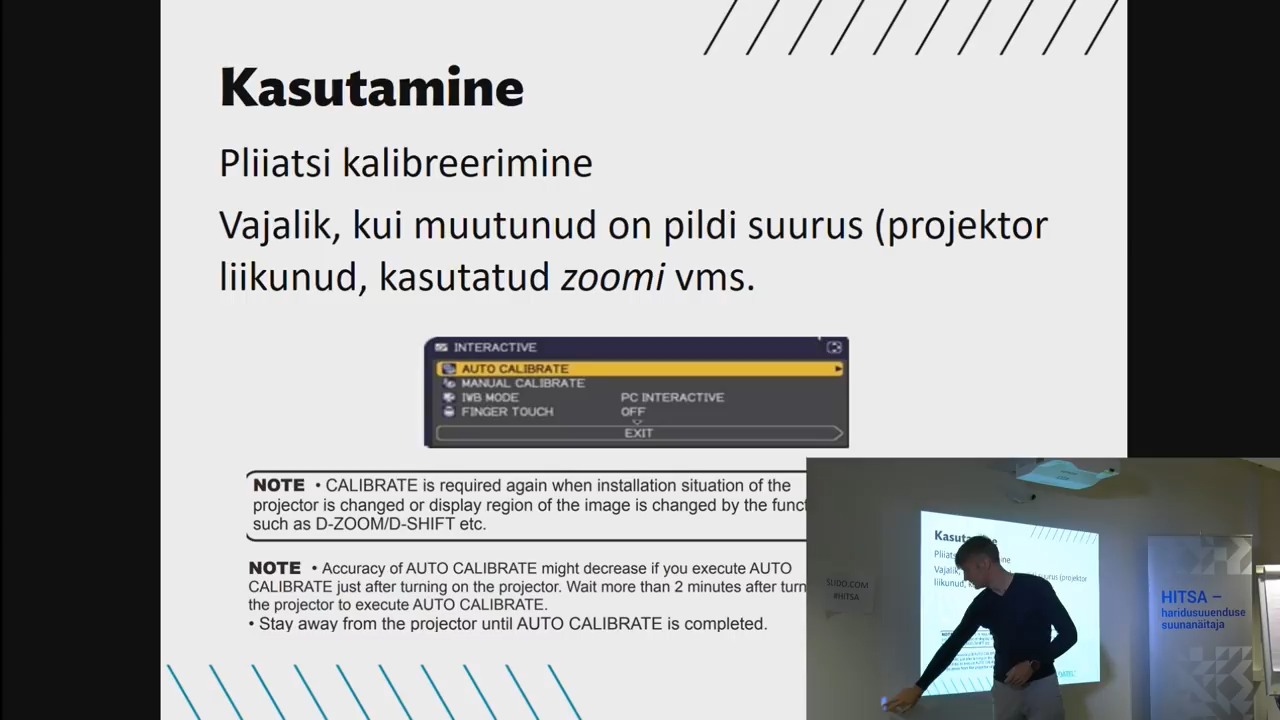 Kasutamine
Pliiatsi kalibreerimine
Vajalik, kui muutunud on pildi suurus (projektor
liikunud, kasutatud zoomi vms.
INTERACTIVE
AUTO CALIBRATE
MANUAL CALIBRATE
IWB MODE PC INTERACTIVE
FINGER TOUCH OFF
EXIT
NOTE • CALIBRATE is required again when installation situation of the
projector is changed or display region of the image is changed by the
such as D-ZOOM/D-SHIFT etc.
NOTE • Accuracy of AUTO CALIBRATE might decrease if you execute AUTO
CALIBRATE just after turning on the projector. Wait more than 2 minutes after
the projector to execute AUTO CALIBRATE.
• Stay away from the projector until AUTO CALIBRATE is completed.
SLIDO.COM
#HITSA
HITSA –
haridusuuenduse
suunanäitaja